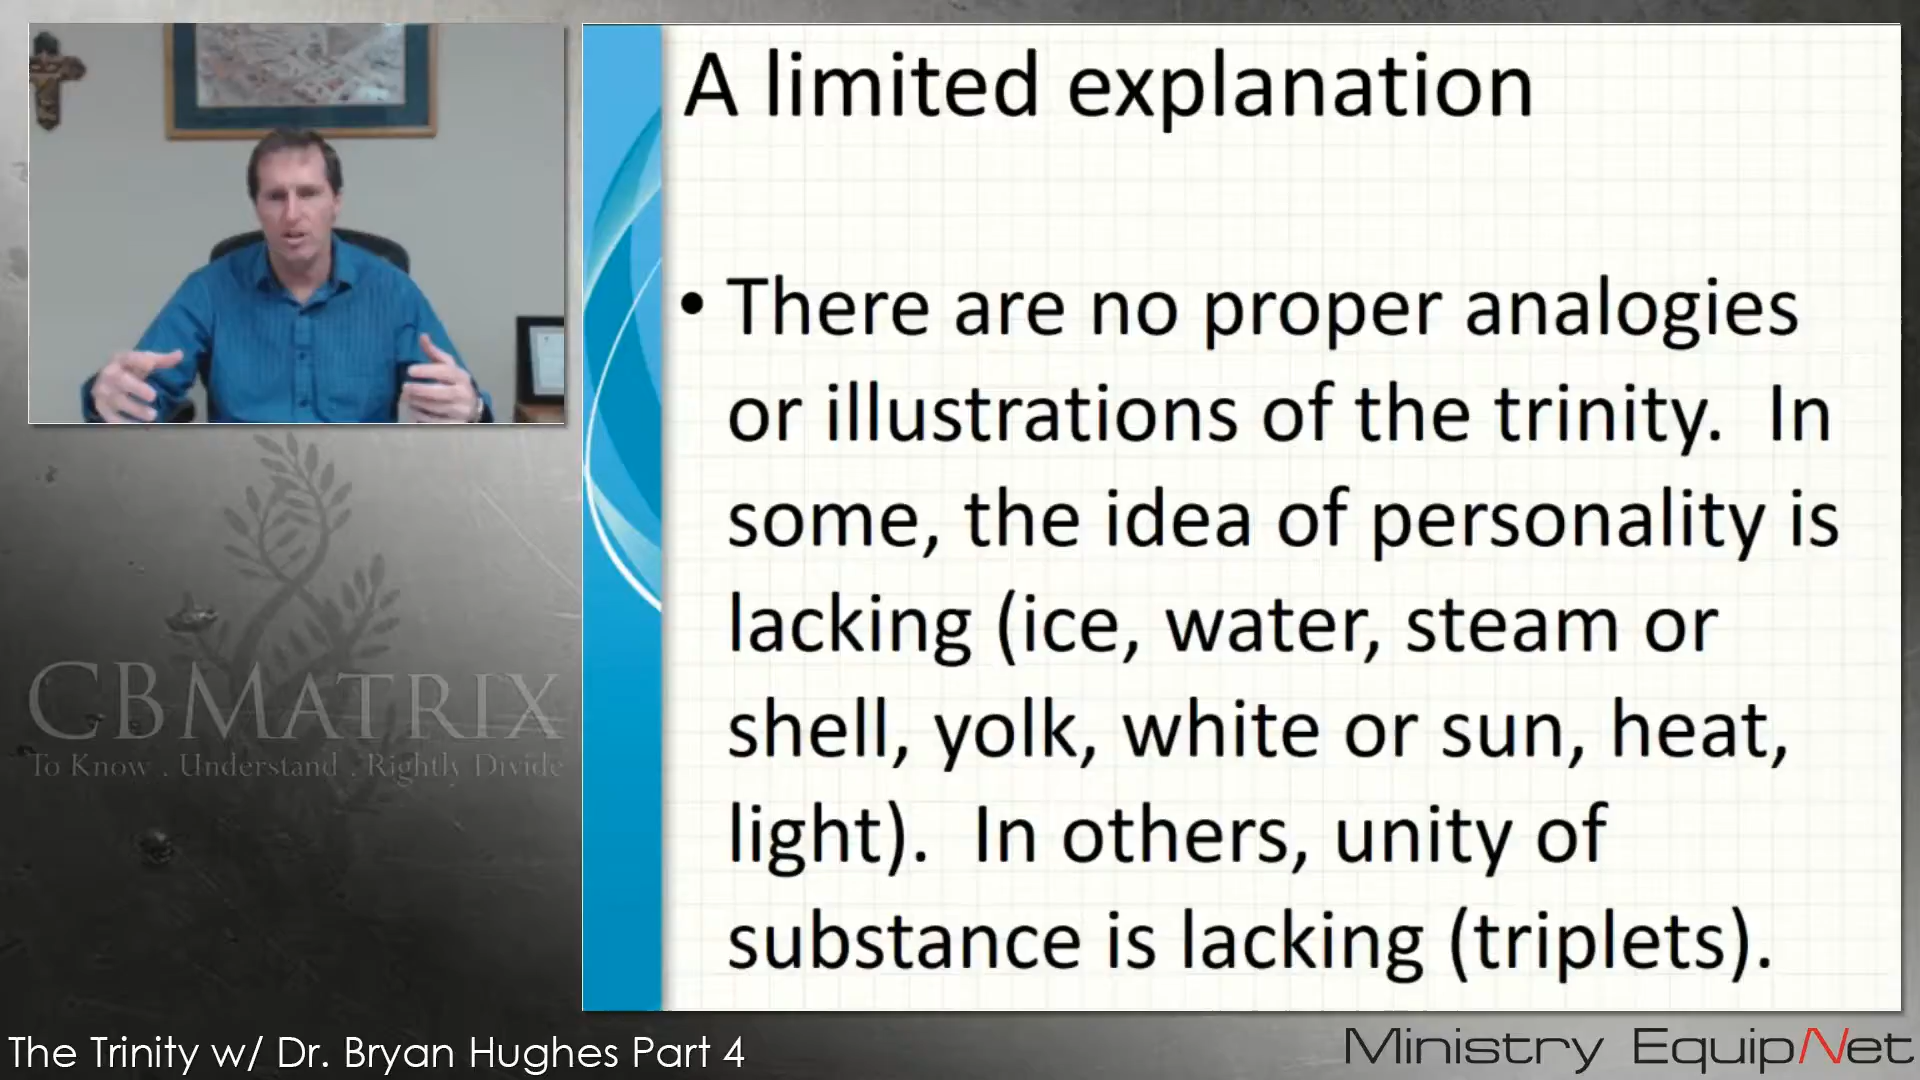 A limited explanation
• There are no proper analogies
or illustrations of the trinity. In
some, the idea of personality is
lacking (ice, water, steam or
shell, yolk, white or sun, heat,
light). In others, unity of
substance is lacking (triplets).
CBMATRIX
To Know . Understand . Rightly Divide
The Trinity w/ Dr. Bryan Hughes Part 4
Ministry EquipNet